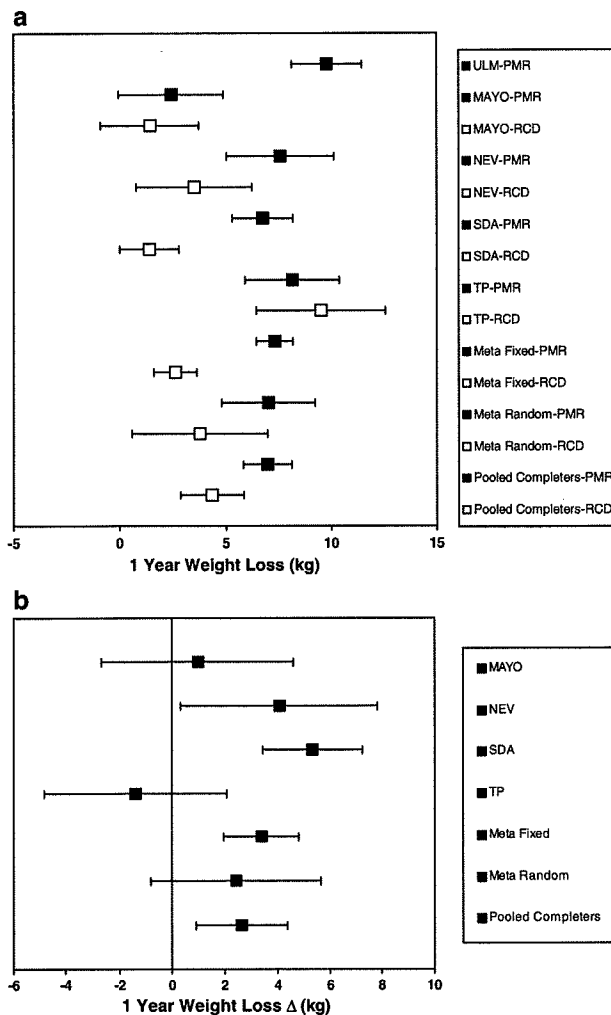 a
ULM-PMR
MAYO-PMR
MAYO-RCD
NEV-PMR
NEV-RCD
SDA-PMR
SDA-RCD
TP-PMR
TP-RCD
Meta Fixed-PMR
Meta Fixed-RCD
Meta Random-PMR
Meta Random-RCD
Pooled Completers-PMR
Pooled Completers-RCD
-5 0 5 10 15
1 Year Weight Loss (kg)
b
MAYO
NEV
SDA
TP
Meta Fixed
Meta Random
Pooled Completers
-6 -4 -2 0 2 4 6 8 10
1 Year Weight Loss Δ (kg)